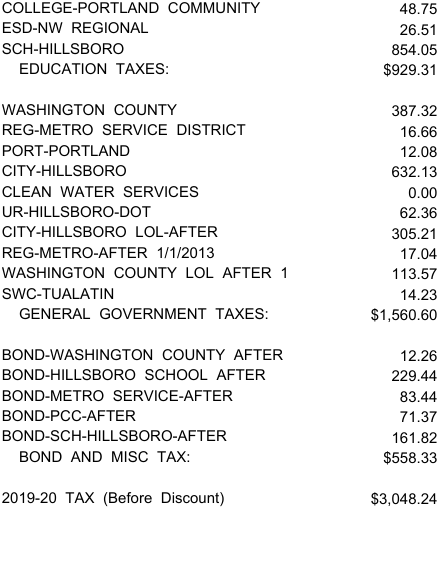 COLLEGE-PORTLAND COMMUNITY 48.75
ESD-NW REGIONAL 26.51
SCH-HILLSBORO 854.05
EDUCATION TAXES: $929.31
WASHINGTON COUNTY 387.32
REG-METRO SERVICE DISTRICT 16.66
PORT-PORTLAND 12.08
CITY-HILLSBORO 632.13
CLEAN WATER SERVICES 0.00
UR-HILLSBORO-DOT 62.36
CITY-HILLSBORO LOL-AFTER 305.21
REG-METRO-AFTER 1/1/2013 17.04
WASHINGTON COUNTY LOL AFTER 1 113.57
SWC-TUALATIN 14.23
GENERAL GOVERNMENT TAXES: $1,560.60
BOND-WASHINGTON COUNTY AFTER 12.26
BOND-HILLSBORO SCHOOL AFTER 229.44
BOND-METRO SERVICE-AFTER 83.44
BOND-PCC-AFTER 71.37
BOND-SCH-HILLSBORO-AFTER 161.82
BOND AND MISC TAX: $558.33
2019-20 TAX (Before Discount) $3,048.24